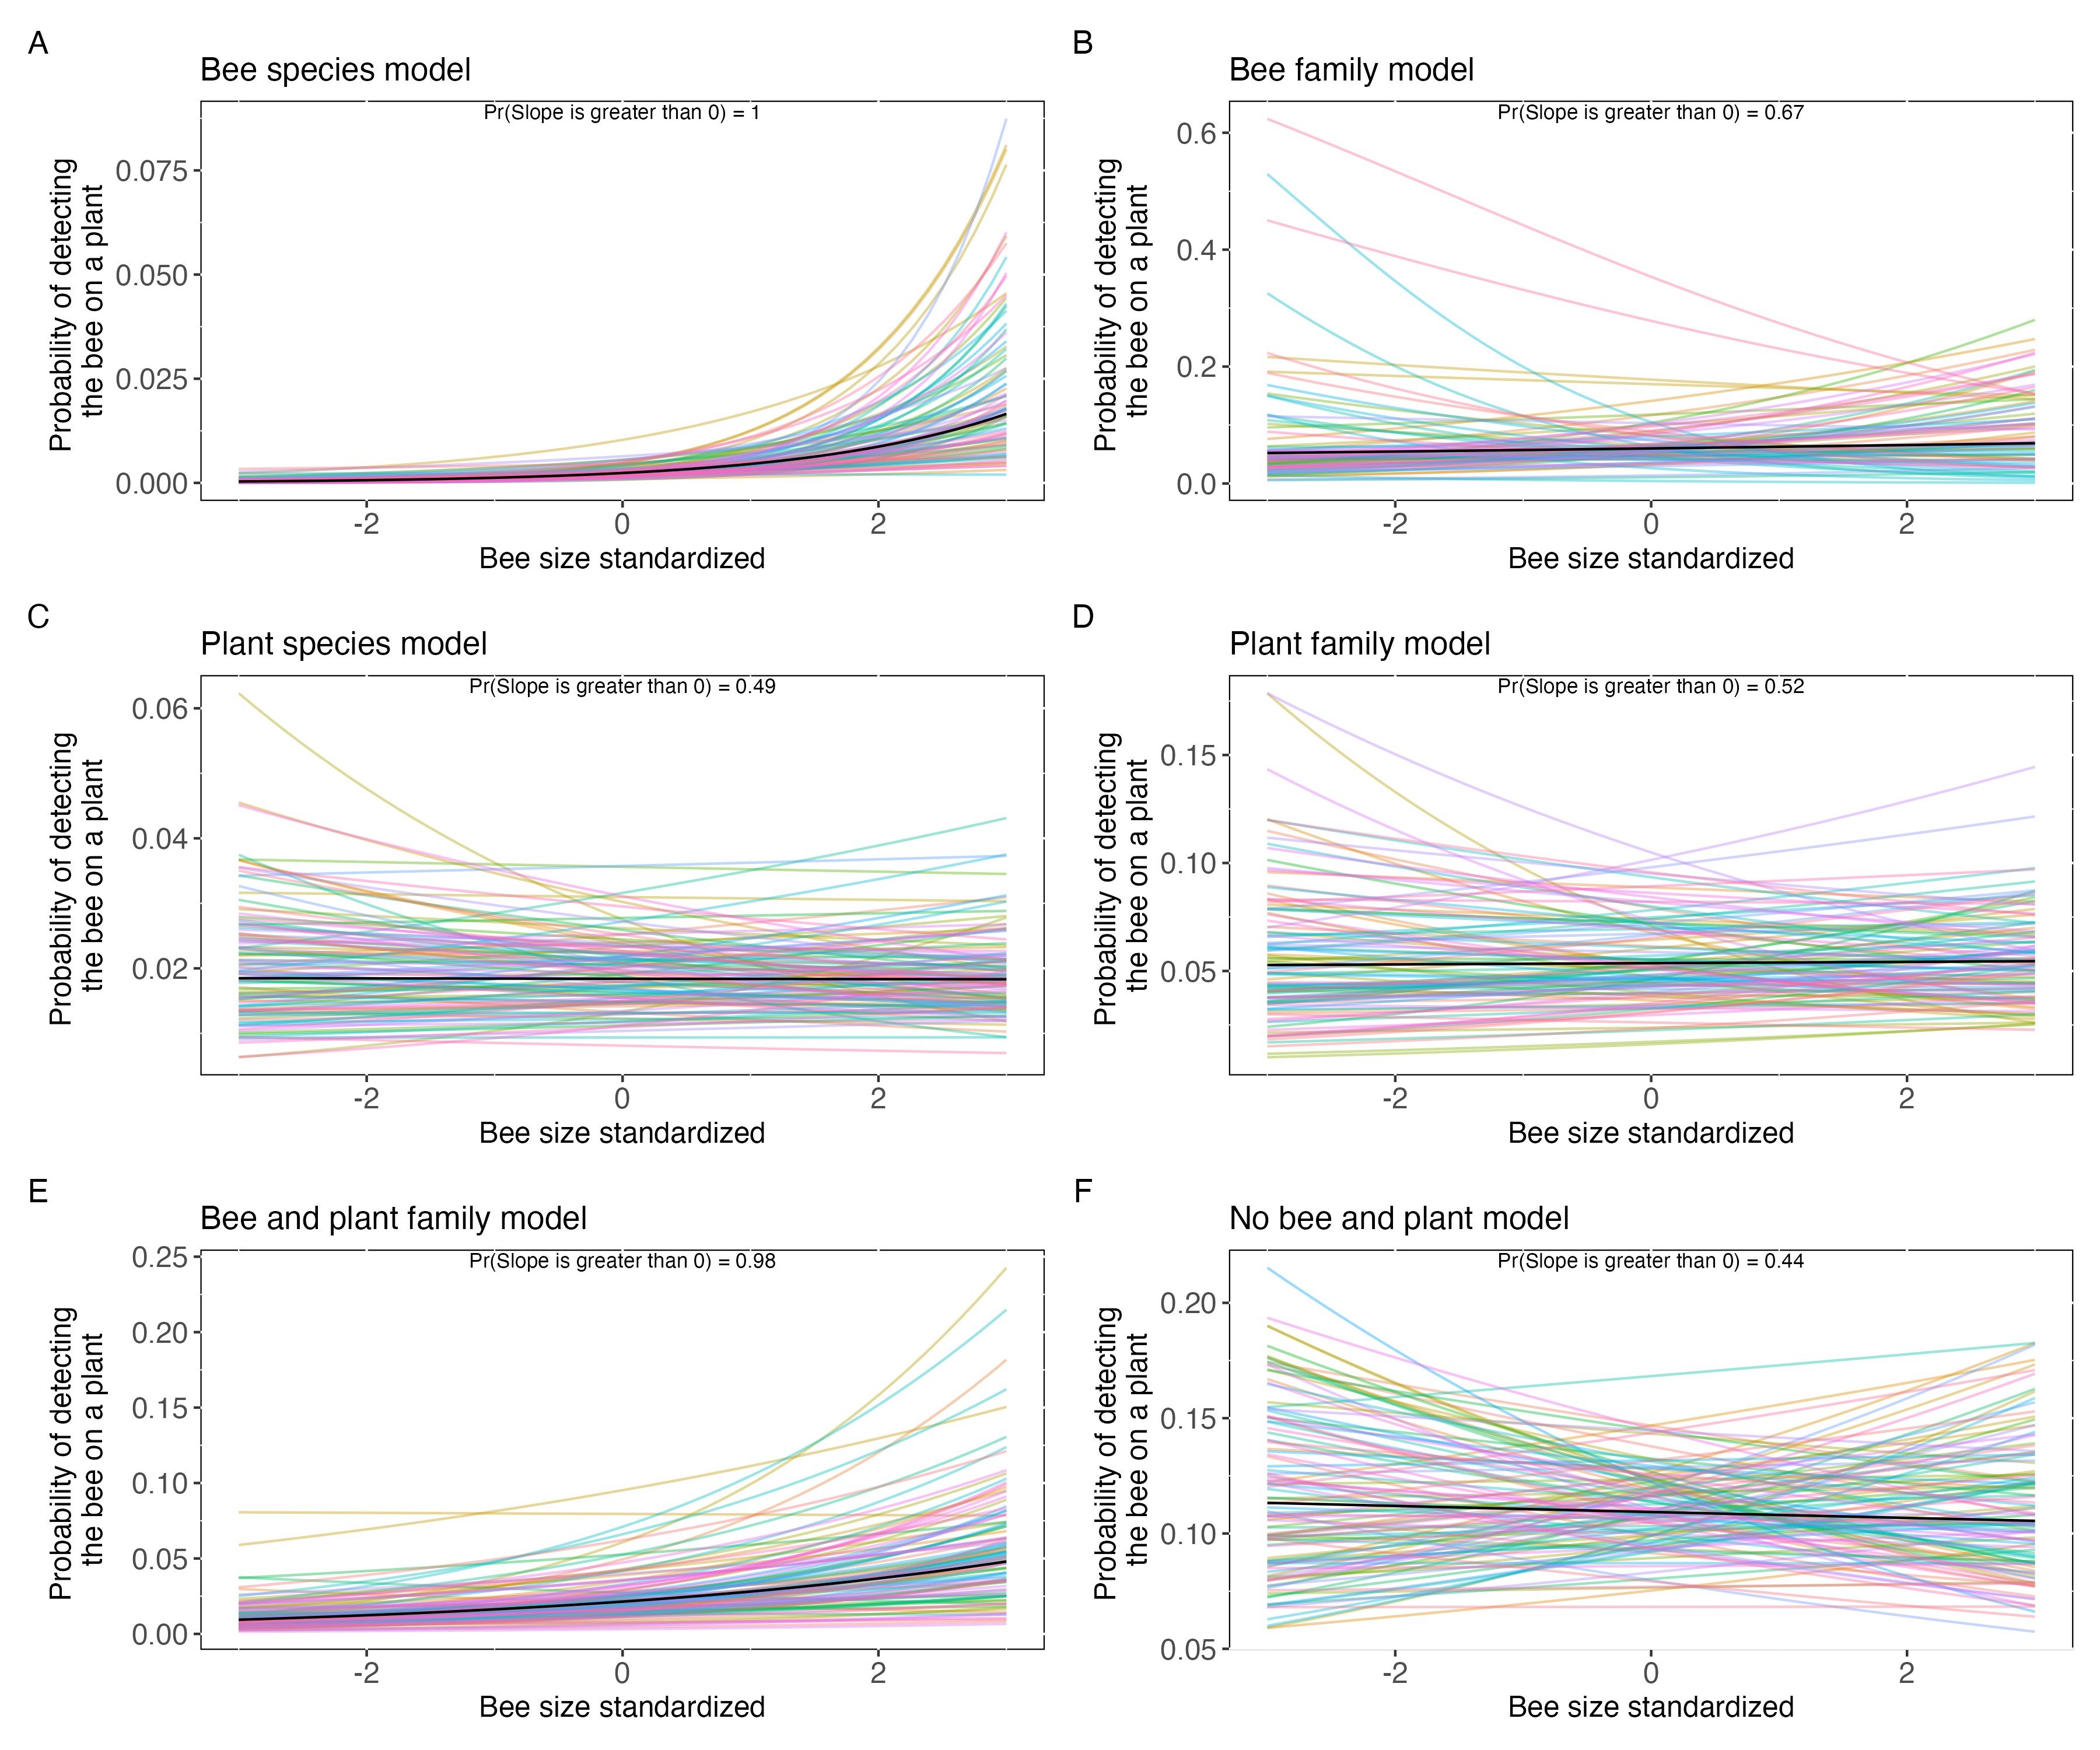 A
Bee species model
Pr(Slope is greater than 0) = 1
Probability of detecting
the bee on a plant
0.075
0.050
0.025
0.000
-2 0 2
Bee size standardized
B
Bee family model
Pr(Slope is greater than 0) = 0.67
Probability of detecting
the bee on a plant
0.6
0.4
0.2
0.0
-2 0 2
Bee size standardized
C
Plant species model
Pr(Slope is greater than 0) = 0.49
Probability of detecting
the bee on a plant
0.06
0.04
0.02
-2 0 2
Bee size standardized
D
Plant family model
Pr(Slope is greater than 0) = 0.52
Probability of detecting
the bee on a plant
0.15
0.10
0.05
-2 0 2
Bee size standardized
E
Bee and plant family model
Pr(Slope is greater than 0) = 0.98
Probability of detecting
the bee on a plant
0.25
0.20
0.15
0.10
0.05
0.00
-2 0 2
Bee size standardized
F
No bee and plant model
Pr(Slope is greater than 0) = 0.44
Probability of detecting
the bee on a plant
0.20
0.15
0.10
0.05
-2 0 2
Bee size standardized